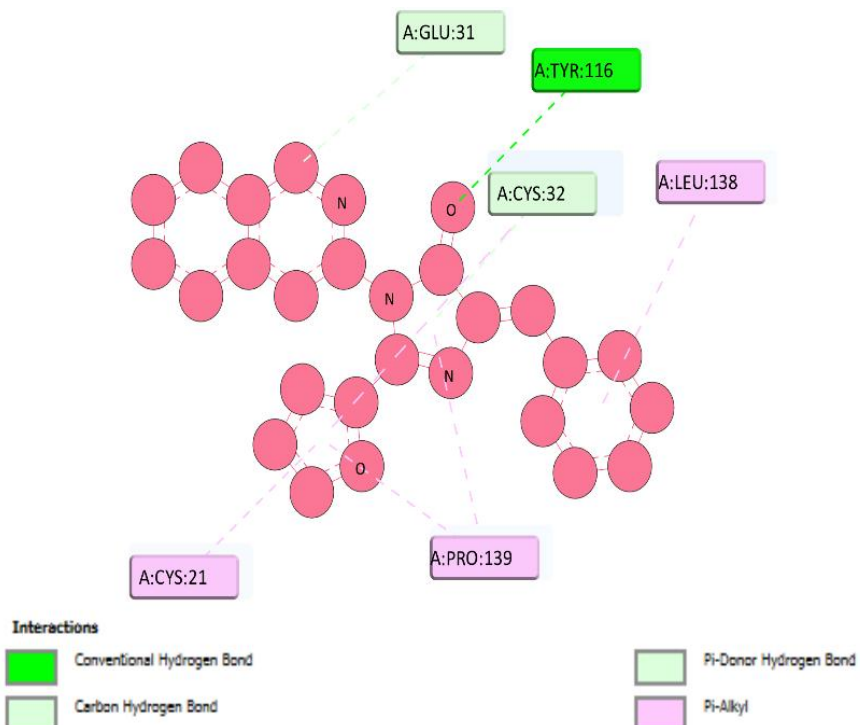 A:GLU:31
A:TYR:116
A:CYS:32
A:LEU:138
N
O
N
N
O
A:PRO:139
A:CYS:21
Interactions
Conventional Hydrogen Bond
Pi-Donor Hydrogen Bond
Carbon Hydrogen Bond
Pi-Alkyl